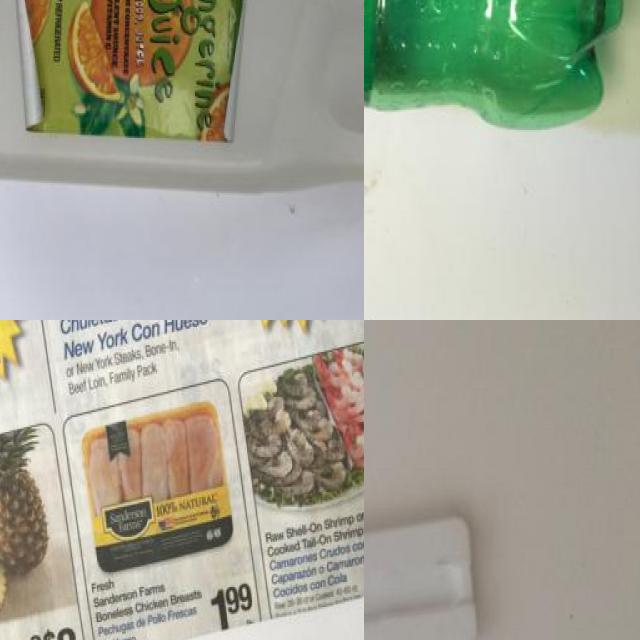 Tangerine
Juice
New York Con Hueso
or New York Steaks, Bone-In,
Beef Loin, Family Pack
Sanderson
Farms
100% NATURAL
Fresh
Sanderson Farms
Boneless Chicken Breasts
Pechugas de Pollo Frescas
1 99 LB
Raw Shell-On Shrimp or
Cooked Tail-On Shrimp
Camarones Crudos con
Caparazón o Camarones
Cocidos con Cola